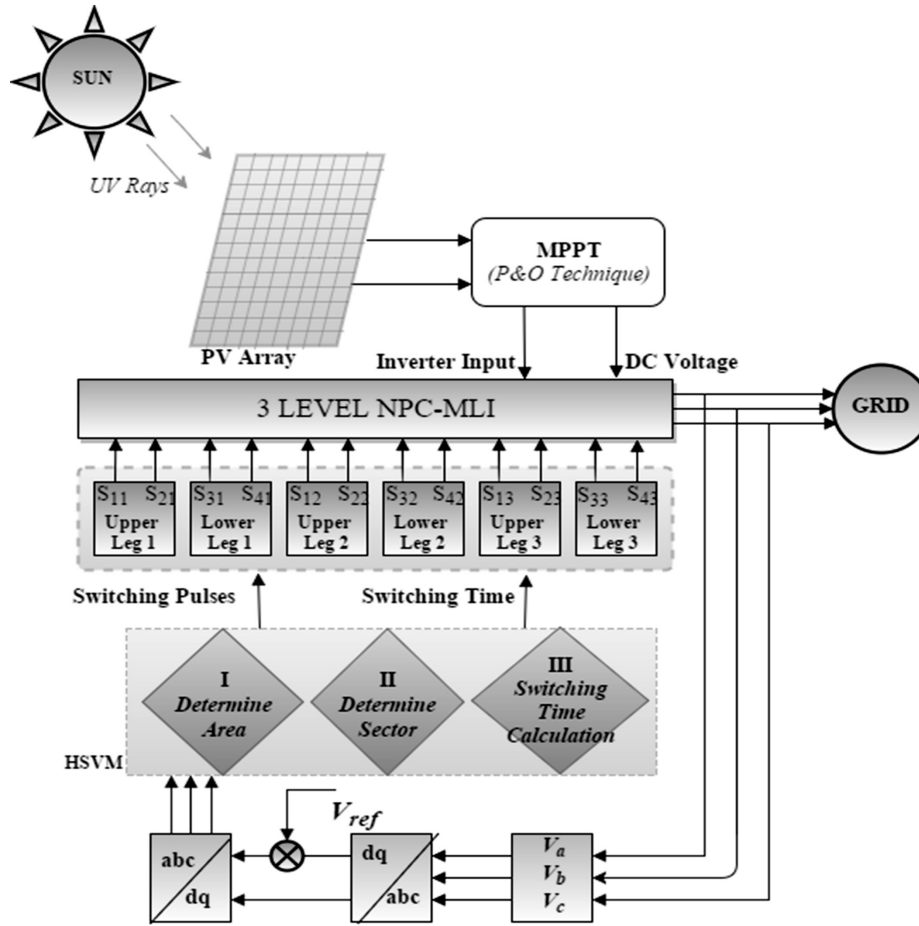 SUN
UV Rays
MPPT
(P&O Technique)
PV Array
Inverter Input
DC Voltage
3 LEVEL NPC-MLI
GRID
S11 S21
Upper
Leg 1
S31 S41
Lower
Leg 1
S12 S22
Upper
Leg 2
S32 S42
Lower
Leg 2
S13 S23
Upper
Leg 3
S33 S43
Lower
Leg 3
Switching Pulses
Switching Time
I
Determine
Area
II
Determine
Sector
III
Switching
Time
Calculation
HSVM
Vref
abc
dq
dq
abc
Va
Vb
Vc